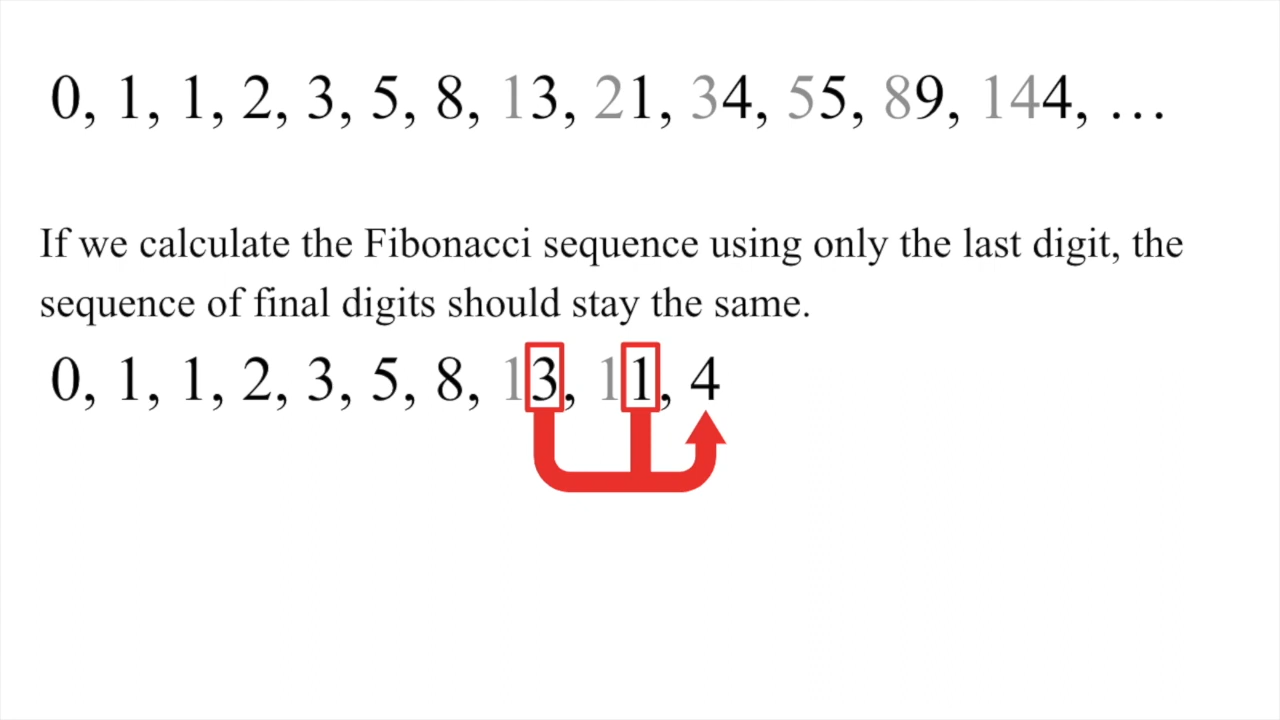 0, 1, 1, 2, 3, 5, 8, 13, 21, 34, 55, 89, 144, …
If we calculate the Fibonacci sequence using only the last digit, the
sequence of final digits should stay the same.
0, 1, 1, 2, 3, 5, 8, 13, 11, 4